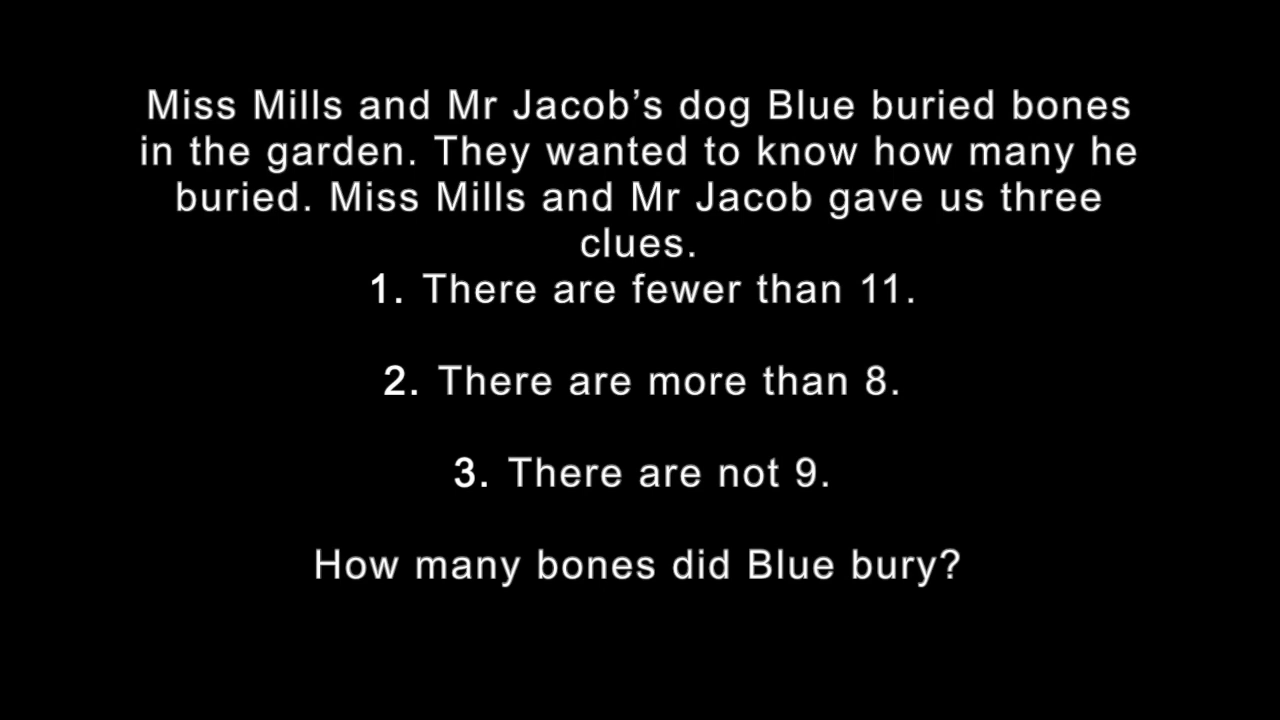 Miss Mills and Mr Jacob’s dog Blue buried bones
in the garden. They wanted to know how many he
buried. Miss Mills and Mr Jacob gave us three
clues.
1. There are fewer than 11.
2. There are more than 8.
3. There are not 9.
How many bones did Blue bury?